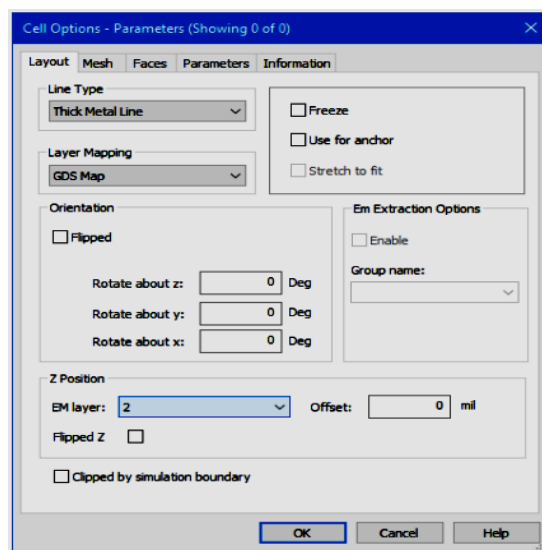 Cell Options - Parameters (Showing 0 of 0)
Layout Mesh Faces Parameters Information
Line Type
Thick Metal Line
Freeze
Use for anchor
Stretch to fit
Layer Mapping
GDS Map
Orientation
Flipped
Rotate about z: 0 Deg
Rotate about y: 0 Deg
Rotate about x: 0 Deg
Em Extraction Options
Enable
Group name:
Z Position
EM layer: 2 Offset: 0 mil
Flipped Z
Clipped by simulation boundary
OK Cancel Help